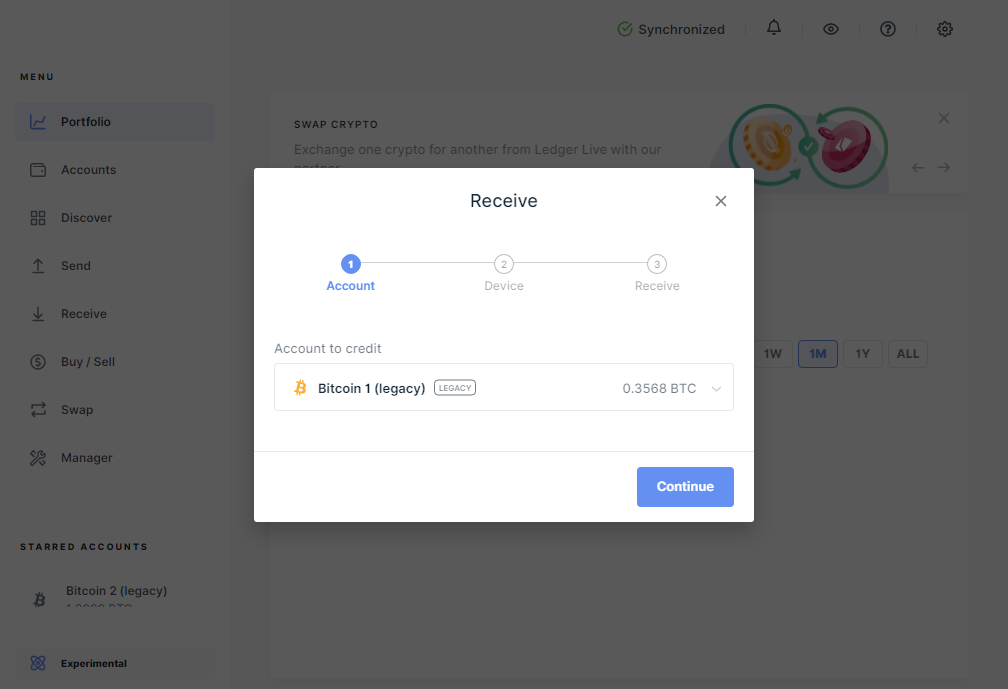 Synchronized
MENU
Portfolio
Accounts
Discover
Send
Receive
Buy / Sell
Swap
Manager
STARRED ACCOUNTS
Bitcoin 2 (legacy)
Experimental
SWAP CRYPTO
Exchange one crypto for another from Ledger Live with our
partner
1W
1M
1Y
ALL
Receive
1
2
3
Account
Device
Receive
Account to credit
Bitcoin 1 (legacy) LEGACY 0.3568 BTC
Continue